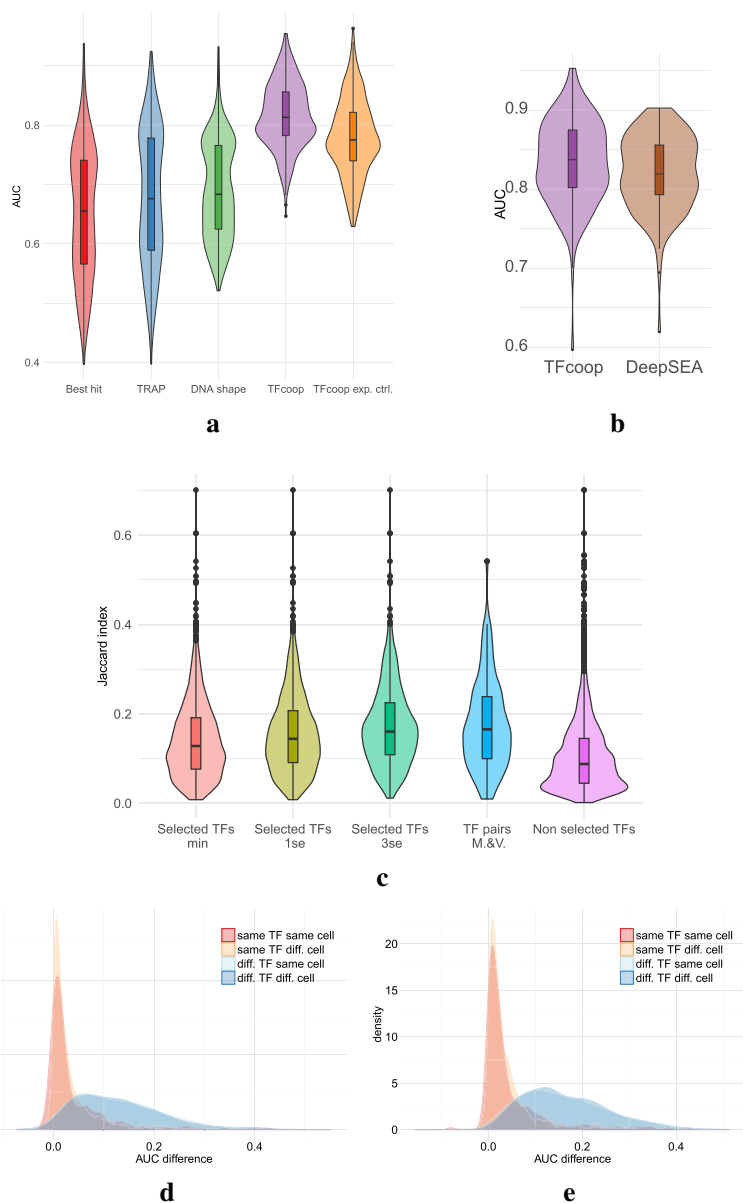 AUC
0.8
0.6
0.4
Best hit
TRAP
DNA shape
TFcoop
TFcoop exp. ctrl.
a
AUC
0.9
0.8
0.7
0.6
TFcoop
DeepSEA
b
Jaccard index
0.6
0.4
0.2
0.0
Selected TFs
min
Selected TFs
1se
Selected TFs
3se
TF pairs
M.&V.
Non selected TFs
c
same TF same cell
same TF diff. cell
diff. TF same cell
diff. TF diff. cell
0.0
0.2
0.4
AUC difference
d
density
20
15
10
5
0
same TF same cell
same TF diff. cell
diff. TF same cell
diff. TF diff. cell
0.0
0.2
0.4
AUC difference
e